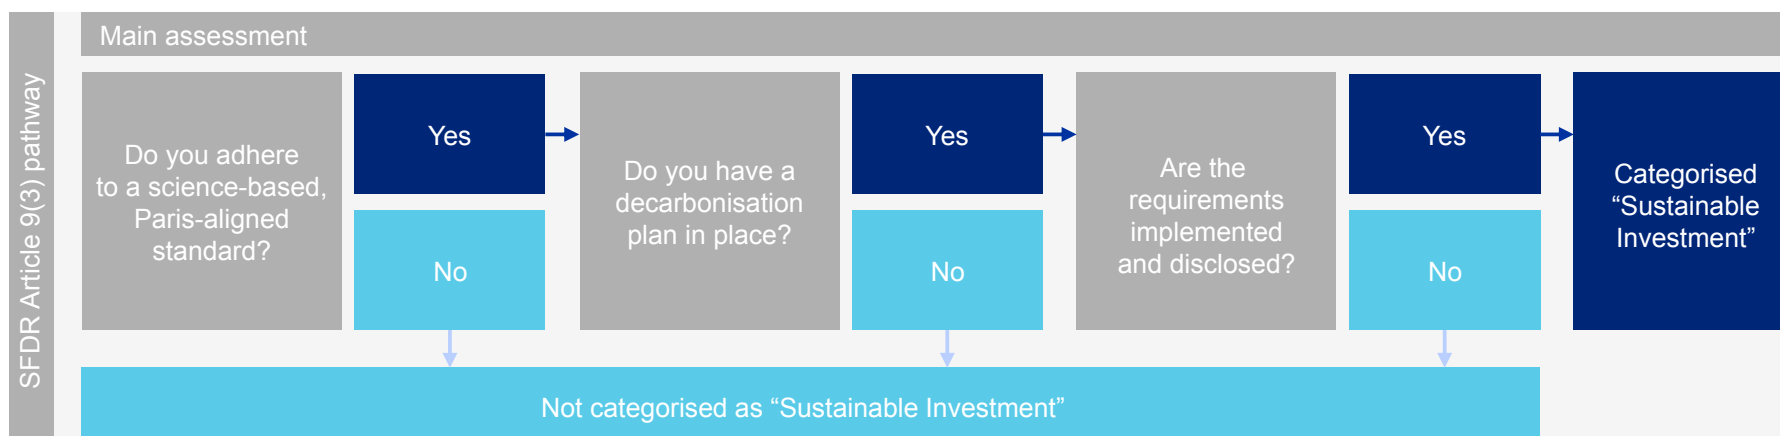 SFDR Article 9(3) pathway
Main assessment
Do you adhere
to a science-based,
Paris-aligned
standard?
Yes
No
Do you have a
decarbonisation
plan in place?
Yes
No
Are the
requirements
implemented
and disclosed?
Yes
No
Categorised
“Sustainable
Investment”
Not categorised as “Sustainable Investment”